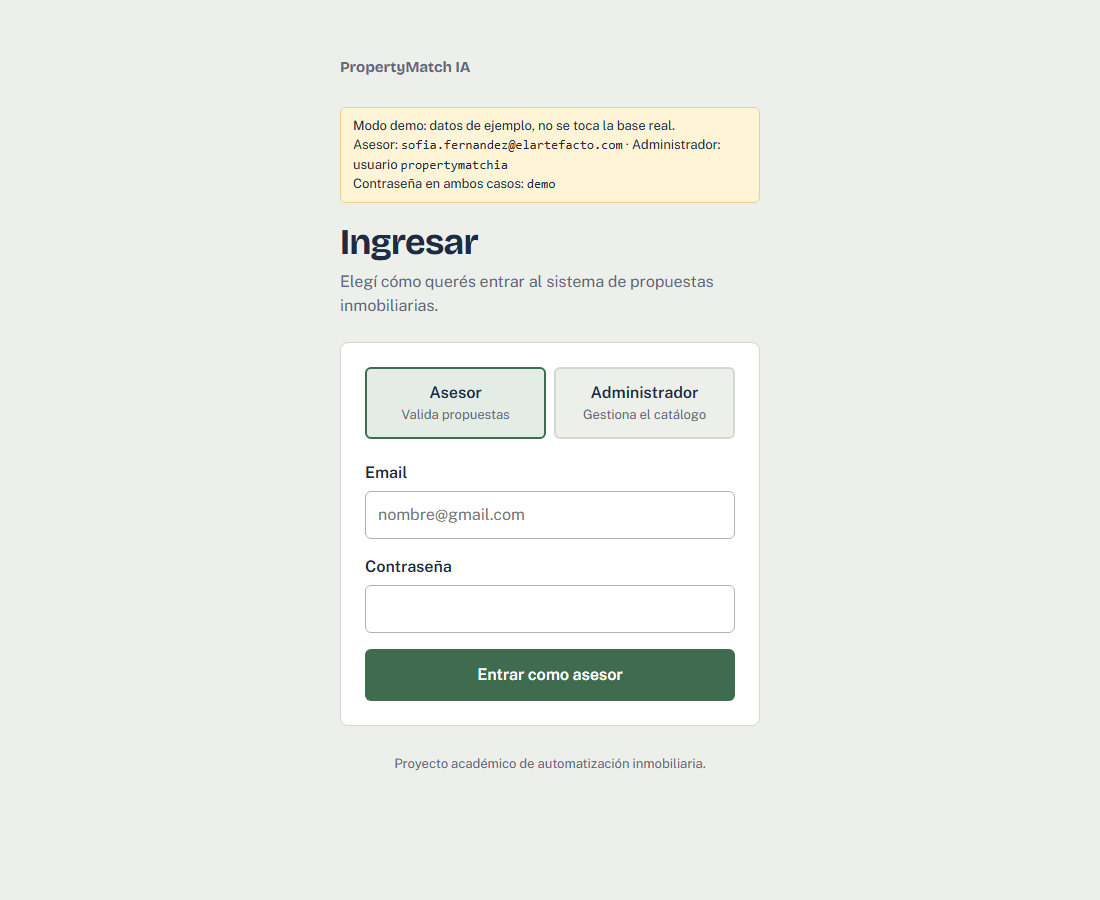 PropertyMatch IA
Modo demo: datos de ejemplo, no se toca la base real.
Asesor: sofia.fernandez@elartefacto.com · Administrador:
usuario propertymatchia
Contraseña en ambos casos: demo
Ingresar
Elegí cómo querés entrar al sistema de propuestas
inmobiliarias.
Asesor
Valida propuestas
Administrador
Gestiona el catálogo
Email
nombre@gmail.com
Contraseña
Entrar como asesor
Proyecto académico de automatización inmobiliaria.